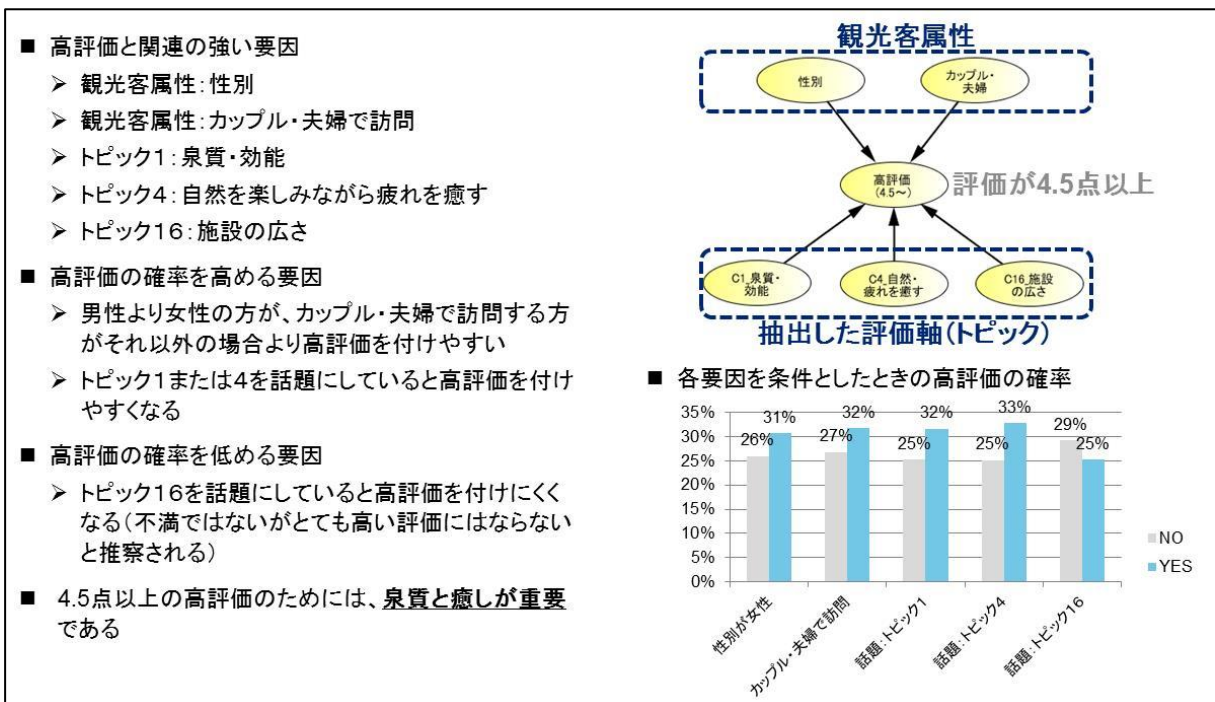 ■ 高評価と関連の強い要因
➢ 観光客属性：性別
➢ 観光客属性：カップル・夫婦で訪問
➢ トピック1：泉質・効能
➢ トピック4：自然を楽しみながら疲れを癒す
➢ トピック16：施設の広さ
■ 高評価の確率を高める要因
➢ 男性より女性の方が、カップル・夫婦で訪問する方
がそれ以外の場合より高評価を付けやすい
➢ トピック1または4を話題にしていると高評価を付け
やすくなる
■ 高評価の確率を低める要因
➢ トピック16を話題にしていると高評価を付けにくく
なる（不満ではないがとても高い評価にはならない
と推察される）
■ 4.5点以上の高評価のためには、泉質と癒しが重要
である
観光客属性
性別
カップル・
夫婦
高評価
(4.5～)
評価が4.5点以上
C1_泉質・
効能
C4_自然・
疲れを癒す
C16_施設
の広さ
抽出した評価軸（トピック）
■ 各要因を条件としたときの高評価の確率
35%
30%
25%
20%
15%
10%
5%
0%
26%
31%
27%
32%
25%
32%
25%
33%
29%
25%
性別が女性
カップル・夫婦で訪問
話題：トピック1
話題：トピック4
話題：トピック16
NO
YES